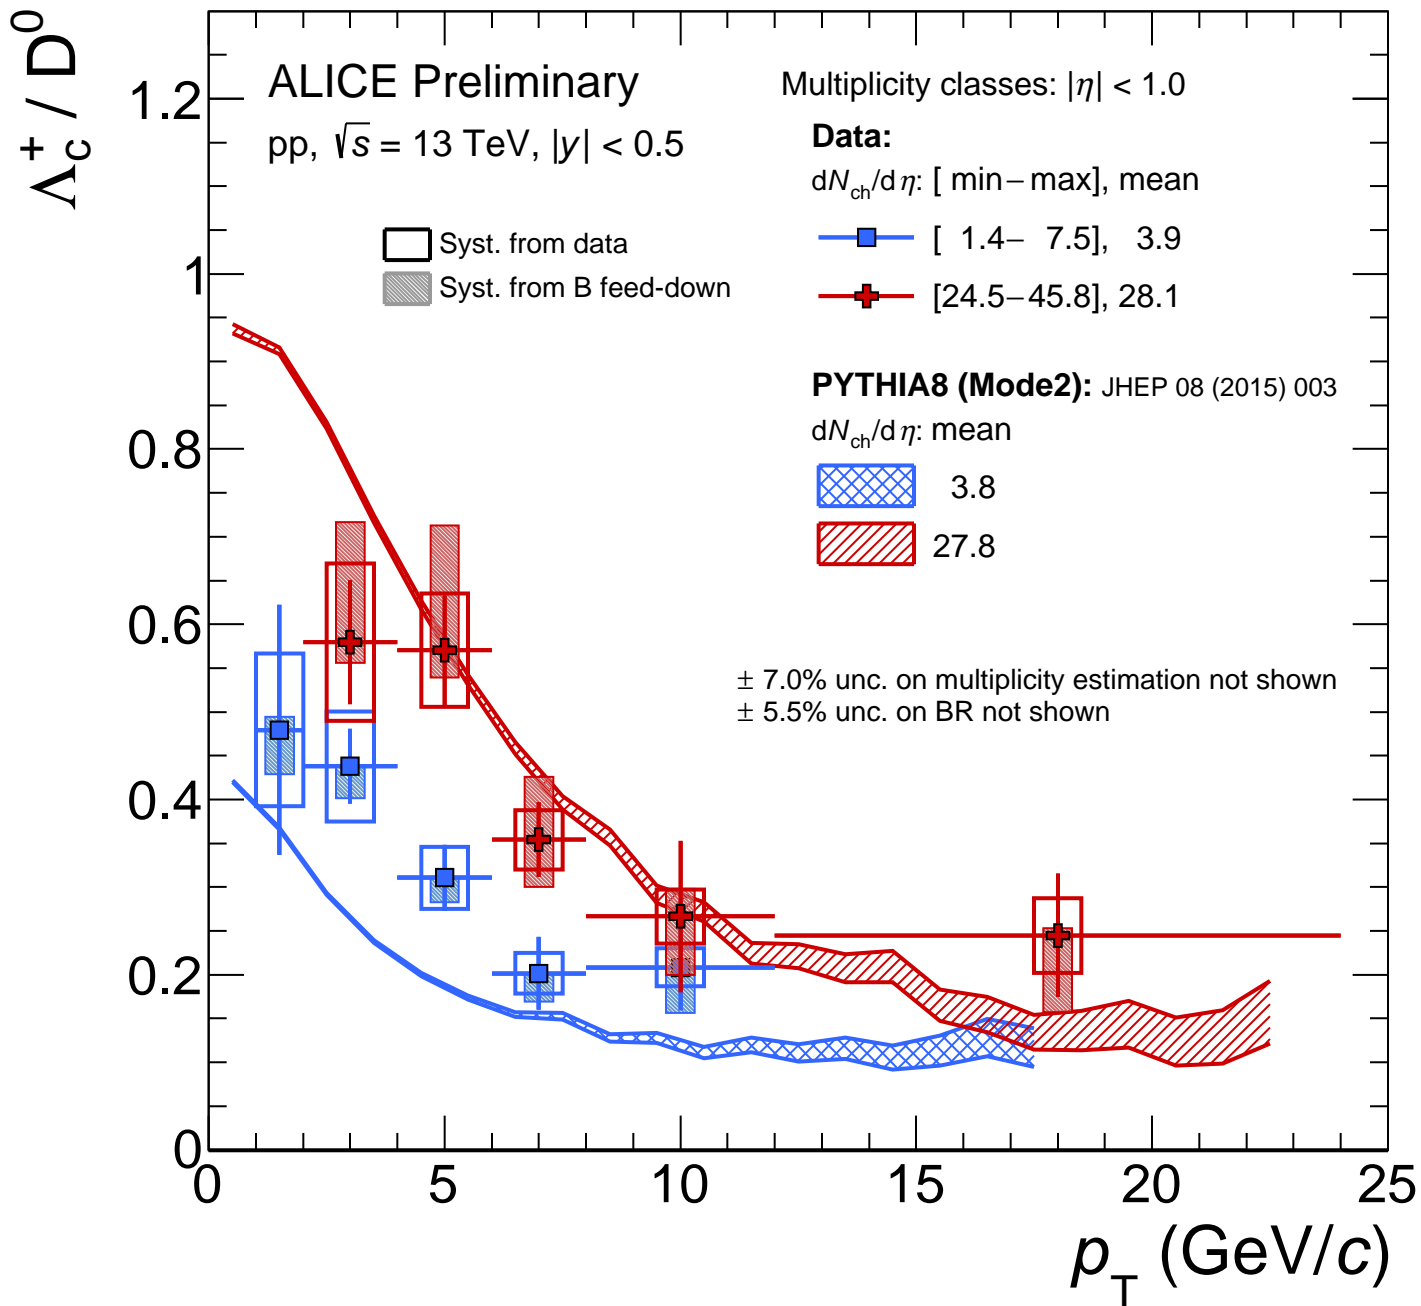 Λc+ / D0
ALICE Preliminary
pp, √s = 13 TeV, |y| < 0.5
Syst. from data
Syst. from B feed-down
Multiplicity classes: |η| < 1.0
Data:
dNch/dη: [ min− max], mean
[ 1.4− 7.5], 3.9
[24.5− 45.8], 28.1
PYTHIA8 (Mode2): JHEP 08 (2015) 003
dNch/dη: mean
3.8
27.8
± 7.0% unc. on multiplicity estimation not shown
± 5.5% unc. on BR not shown
1.2
1
0.8
0.6
0.4
0.2
0
0 5 10 15 20 25
pT (GeV/c)